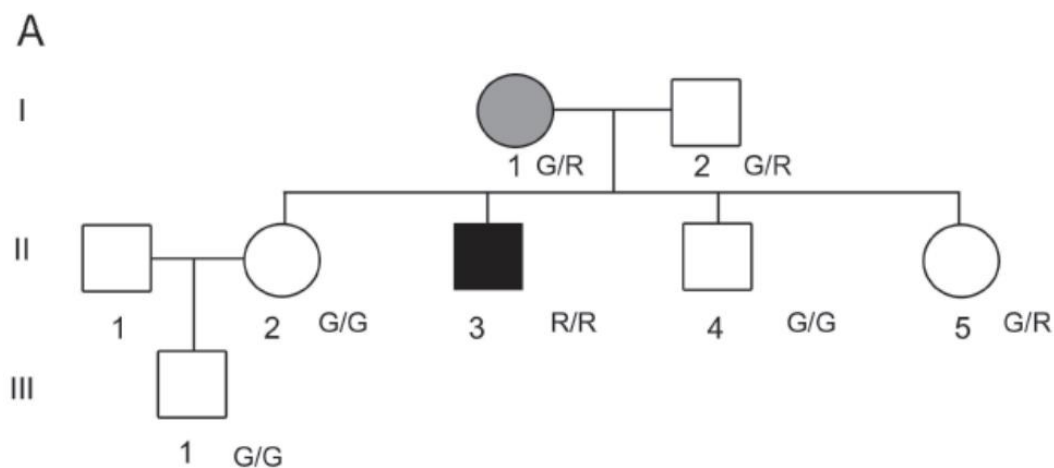 A
I
1 G/R 2 G/R
II
1 2 G/G 3 R/R 4 G/G 5 G/R
III
1 G/G